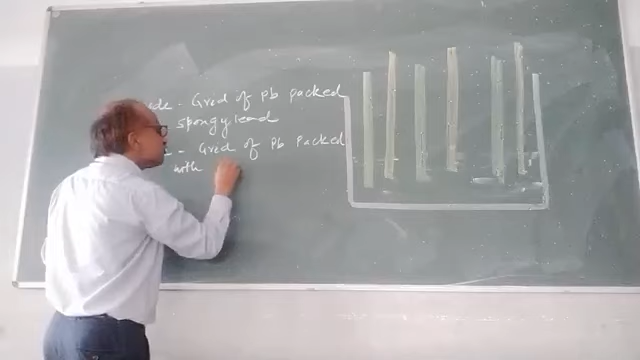 Grid of Pb packed
spongy lead
- Grid of Pb Packed
with